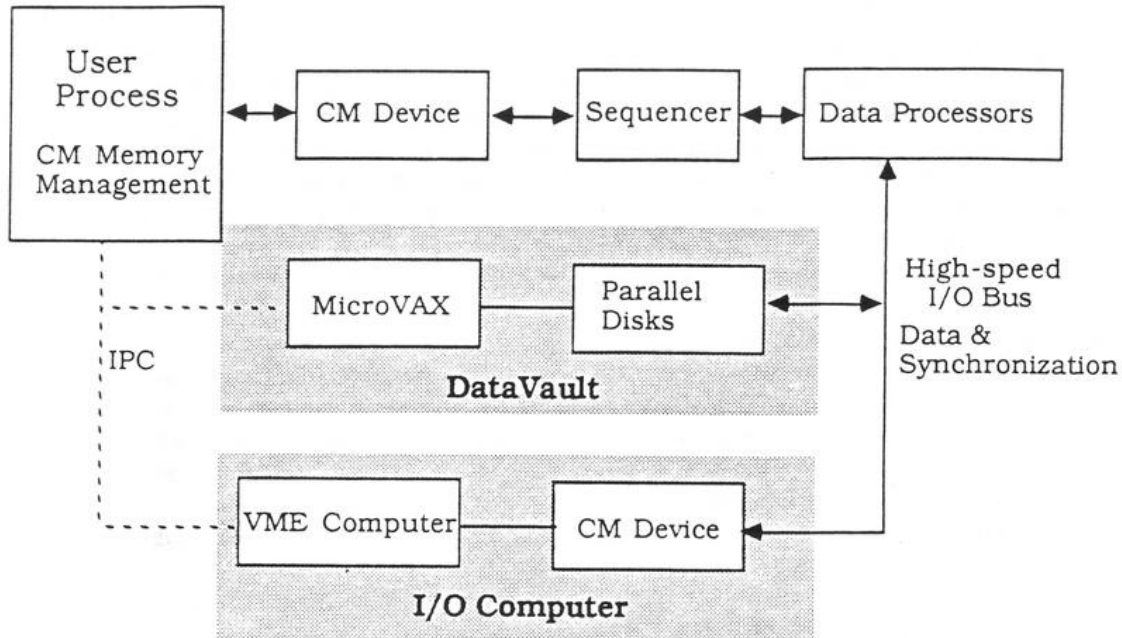 User
Process
CM Memory
Management
CM Device
Sequencer
Data Processors
MicroVAX
Parallel
Disks
DataVault
High-speed
I/O Bus
Data &
Synchronization
IPC
VME Computer
CM Device
I/O Computer